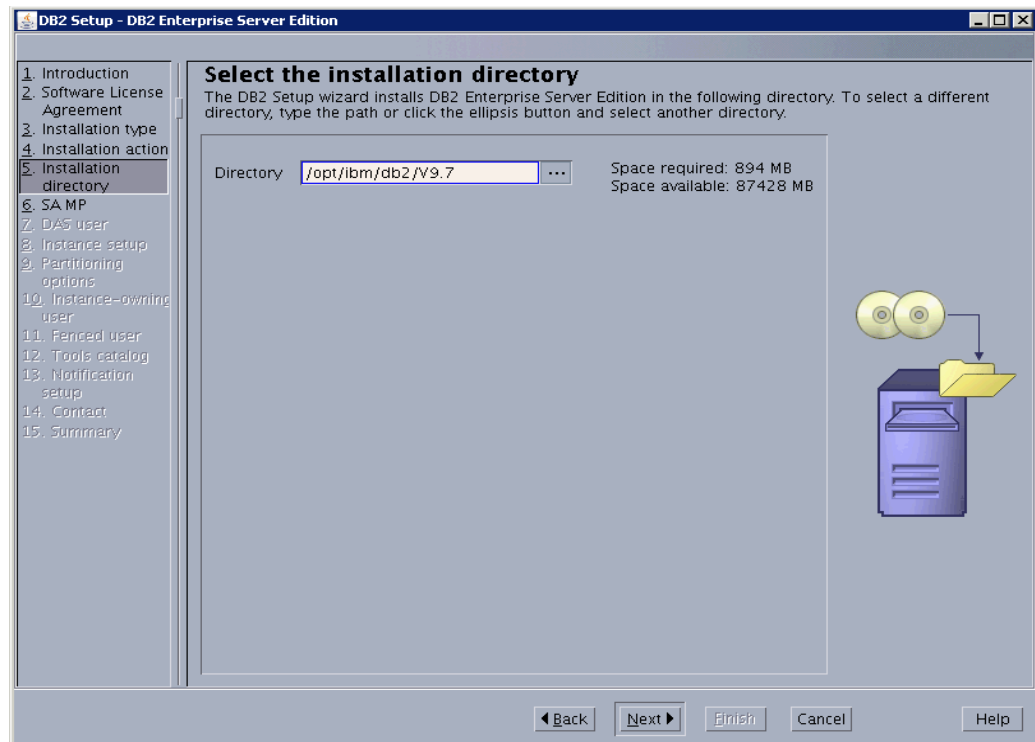 DB2 Setup - DB2 Enterprise Server Edition
1. Introduction
2. Software License
Agreement
3. Installation type
4. Installation action
5. Installation
directory
6. SA MP
7. DAS user
8. Instance setup
9. Partitioning
options
10. Instance-owning
user
11. Fenced user
12. Tools catalog
13. Notification
setup
14. Contact
15. Summary
Select the installation directory
The DB2 Setup wizard installs DB2 Enterprise Server Edition in the following directory. To select a different
directory, type the path or click the ellipsis button and select another directory.
Directory /opt/ibm/db2/V9.7 ...
Space required: 894 MB
Space available: 87428 MB
Back Next Finish Cancel Help